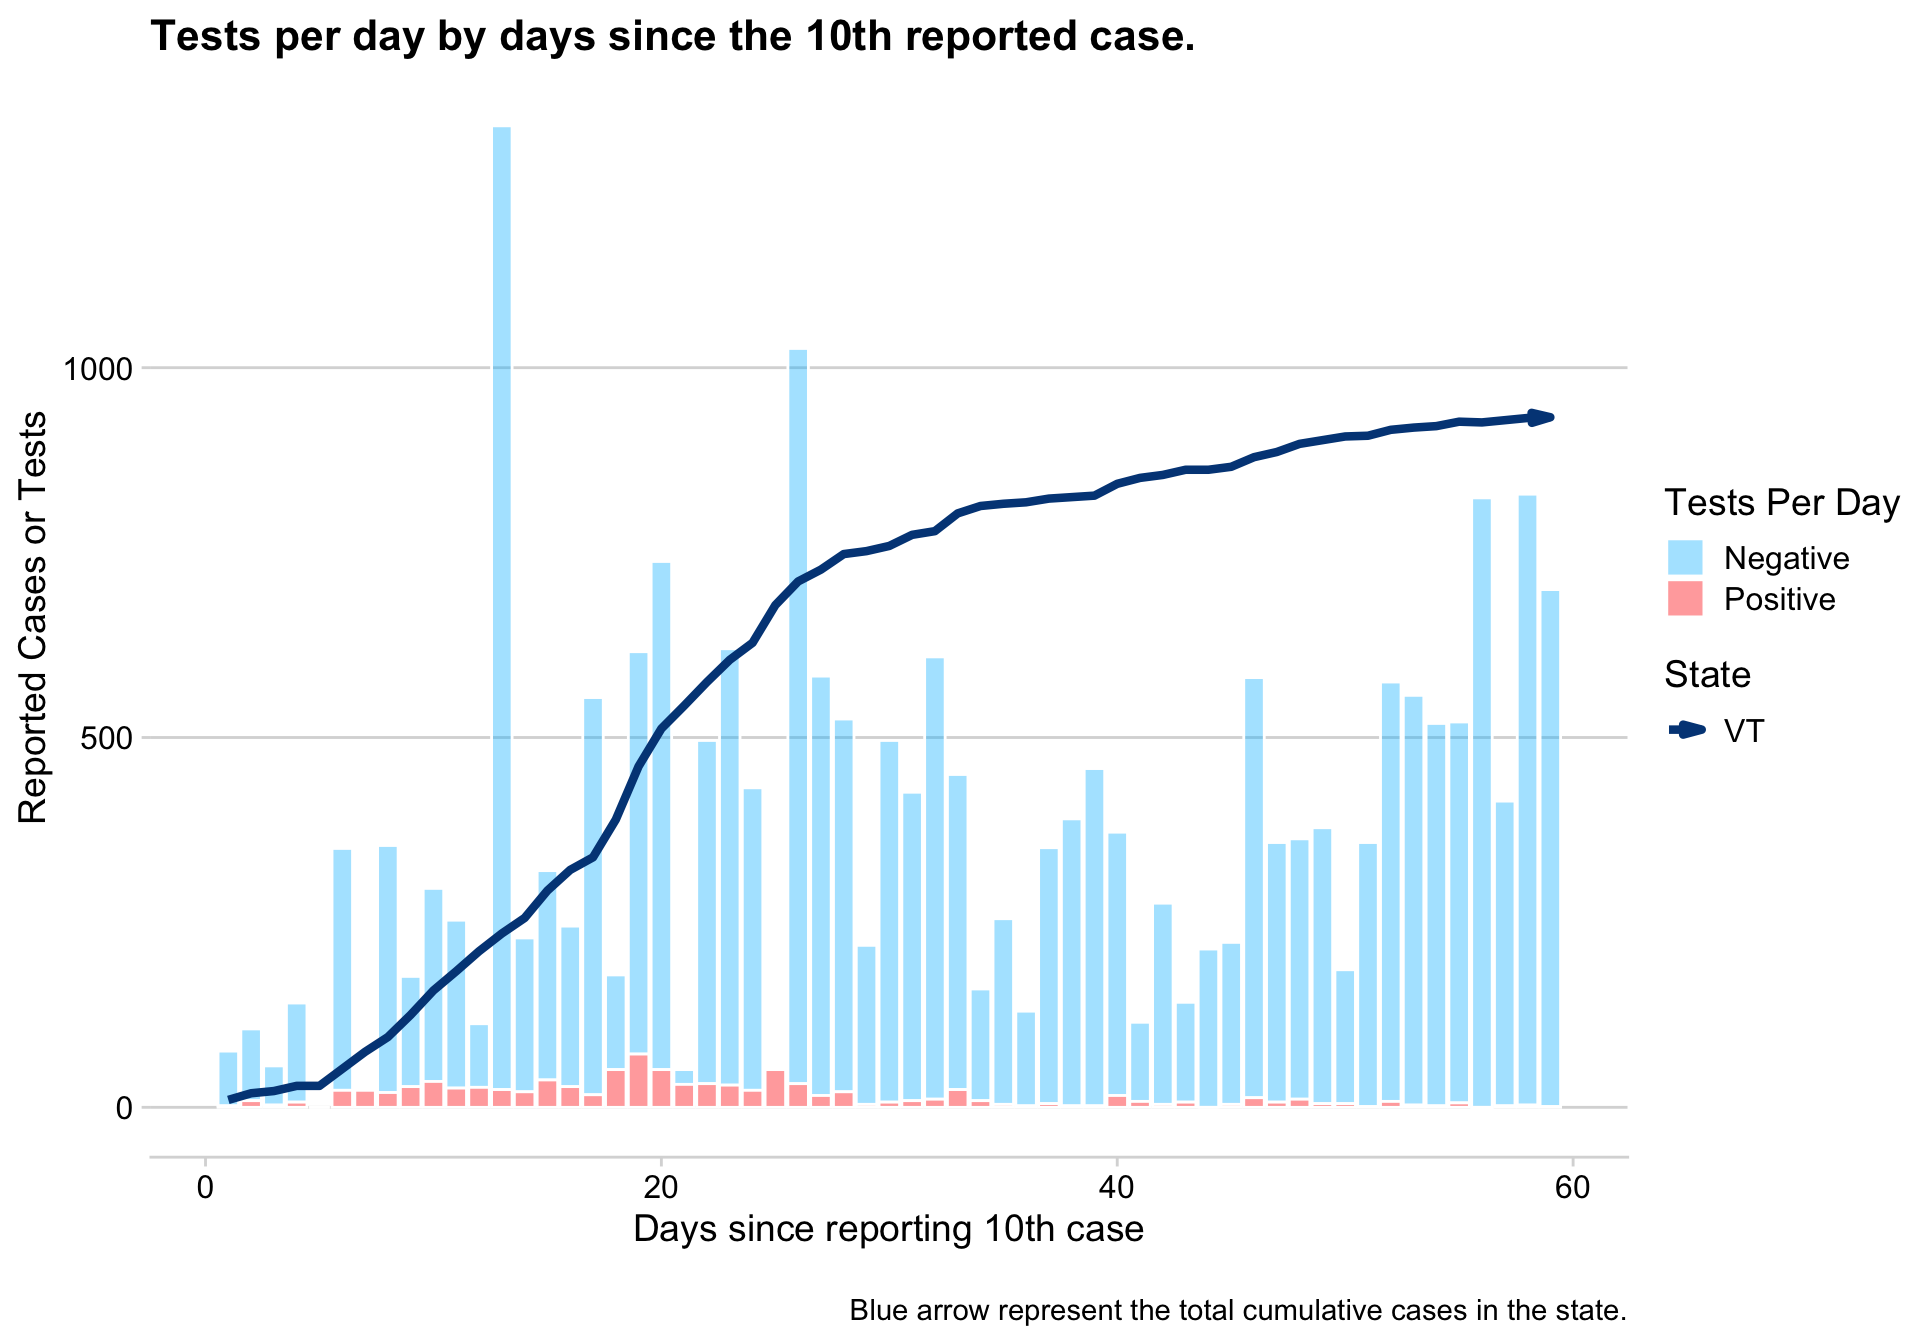 Tests per day by days since the 10th reported case.
1000
500
0
Reported Cases or Tests
0 20 40 60
Days since reporting 10th case
Tests Per Day
Negative
Positive
State
VT
Blue arrow represent the total cumulative cases in the state.